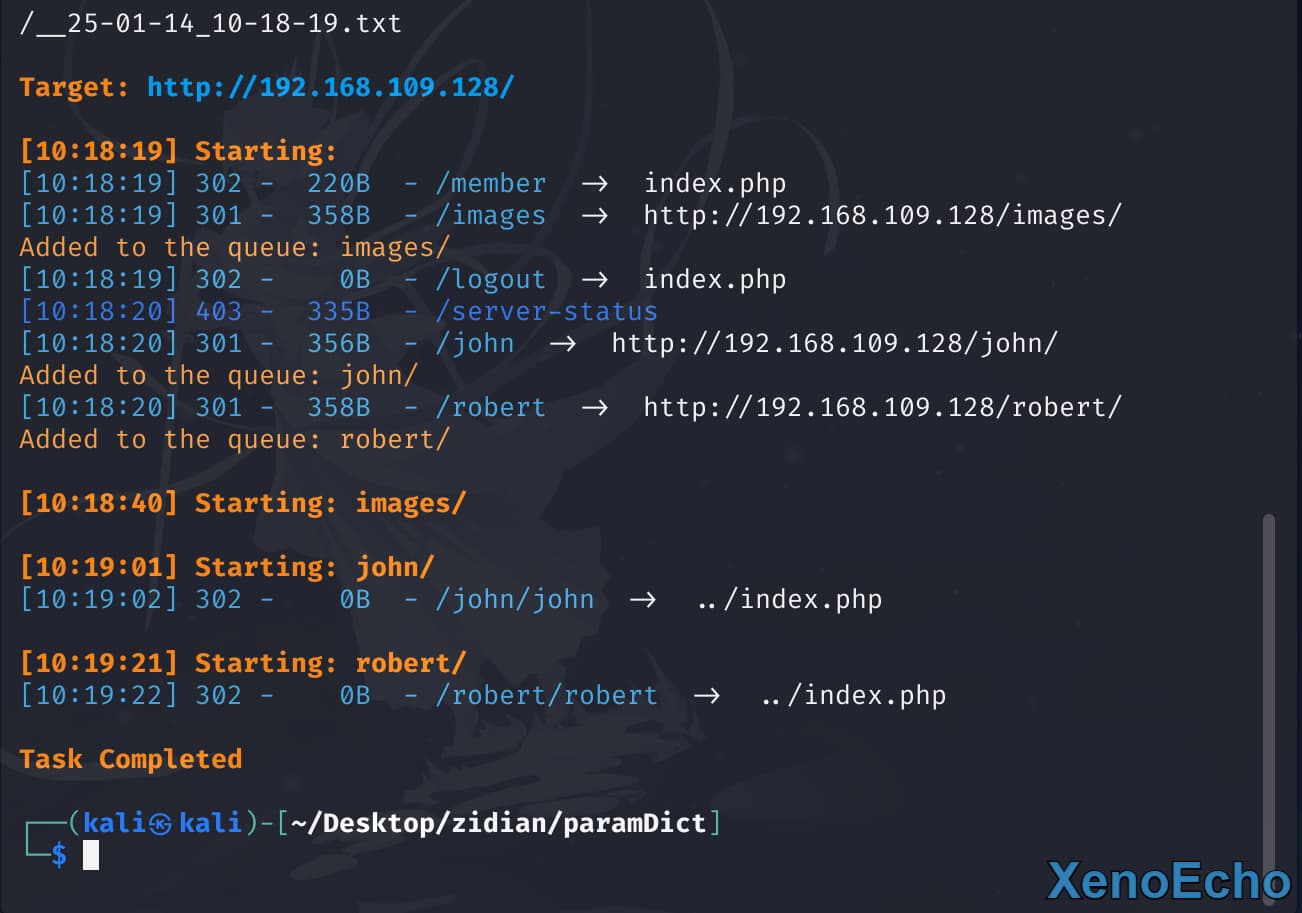 /__25-01-14_10-18-19.txt
Target: http://192.168.109.128/
[10:18:19] Starting:
[10:18:19] 302 -  220B  - /member  ->  index.php
[10:18:19] 301 -  358B  - /images  ->  http://192.168.109.128/images/
Added to the queue: images/
[10:18:19] 302 -    0B  - /logout  ->  index.php
[10:18:20] 403 -  335B  - /server-status
[10:18:20] 301 -  356B  - /john  ->  http://192.168.109.128/john/
Added to the queue: john/
[10:18:20] 301 -  358B  - /robert  ->  http://192.168.109.128/robert/
Added to the queue: robert/
[10:18:40] Starting: images/
[10:19:01] Starting: john/
[10:19:02] 302 -    0B  - /john/john  ->  ../index.php
[10:19:21] Starting: robert/
[10:19:22] 302 -    0B  - /robert/robert  ->  ../index.php
Task Completed
┌──(kali㉿kali)-[~/Desktop/zidian/paramDict]
└─$
XenoEcho